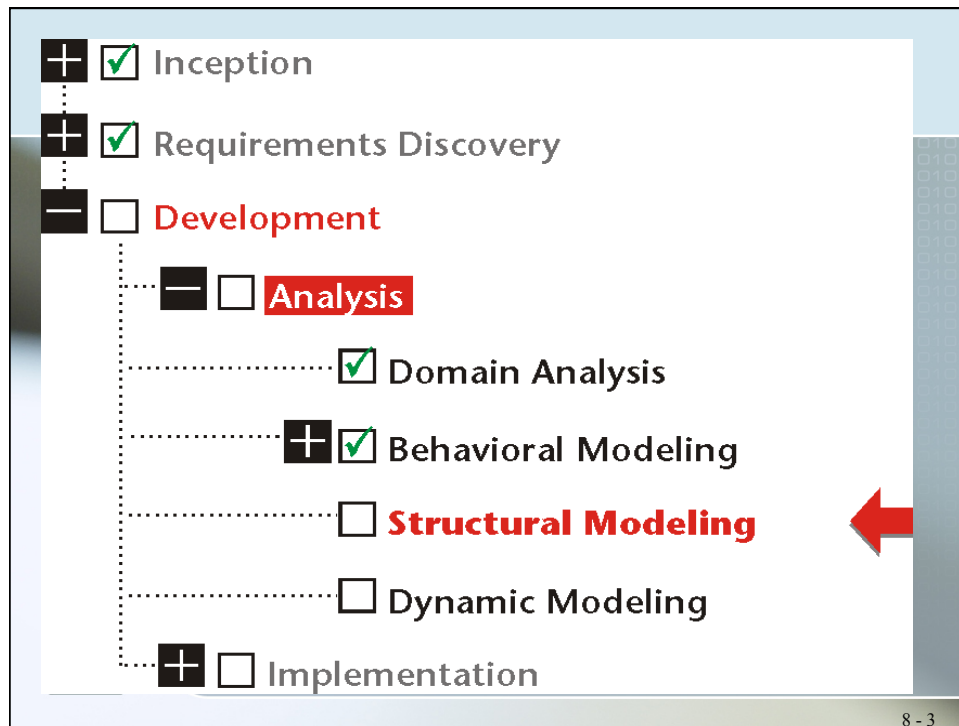 Inception
Requirements Discovery
Development
Analysis
Domain Analysis
Behavioral Modeling
Structural Modeling
Dynamic Modeling
Implementation
8 - 3